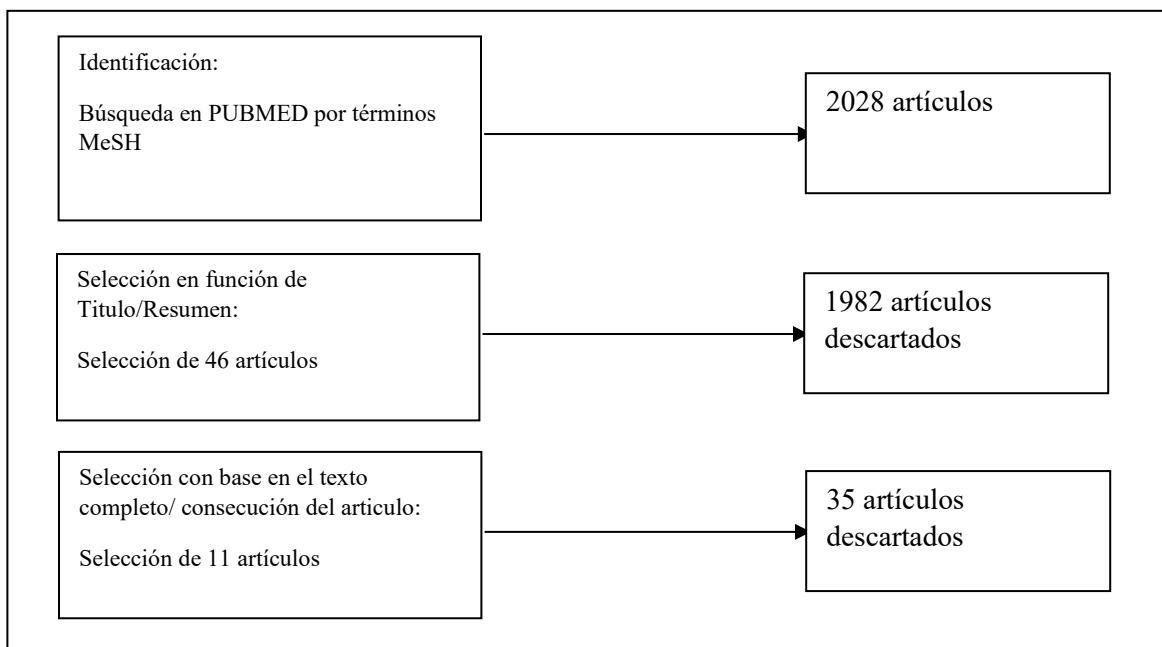 Identificación:
Búsqueda en PUBMED por términos
MeSH
2028 artículos
Selección en función de
Titulo/Resumen:
Selección de 46 artículos
1982 artículos
descartados
Selección con base en el texto
completo/ consecución del articulo:
Selección de 11 artículos
35 artículos
descartados